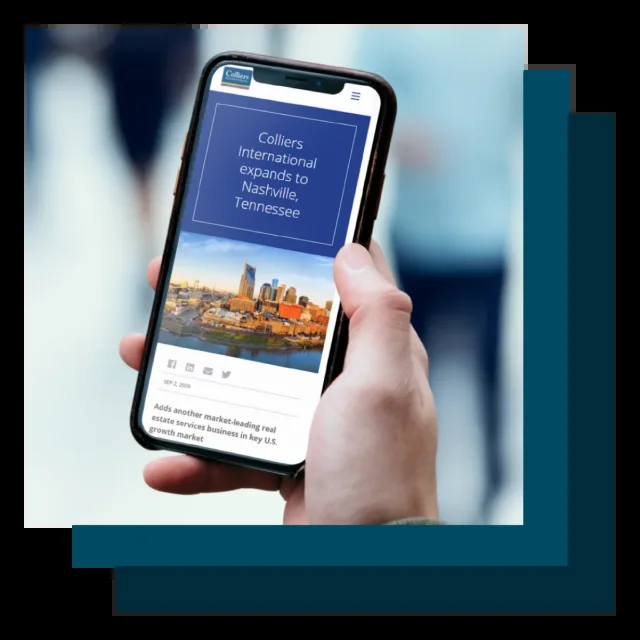 Colliers
Colliers
International
expands to
Nashville,
Tennessee
SEP 2, 2020
Adds another market-leading real
estate services business in key U.S.
growth market